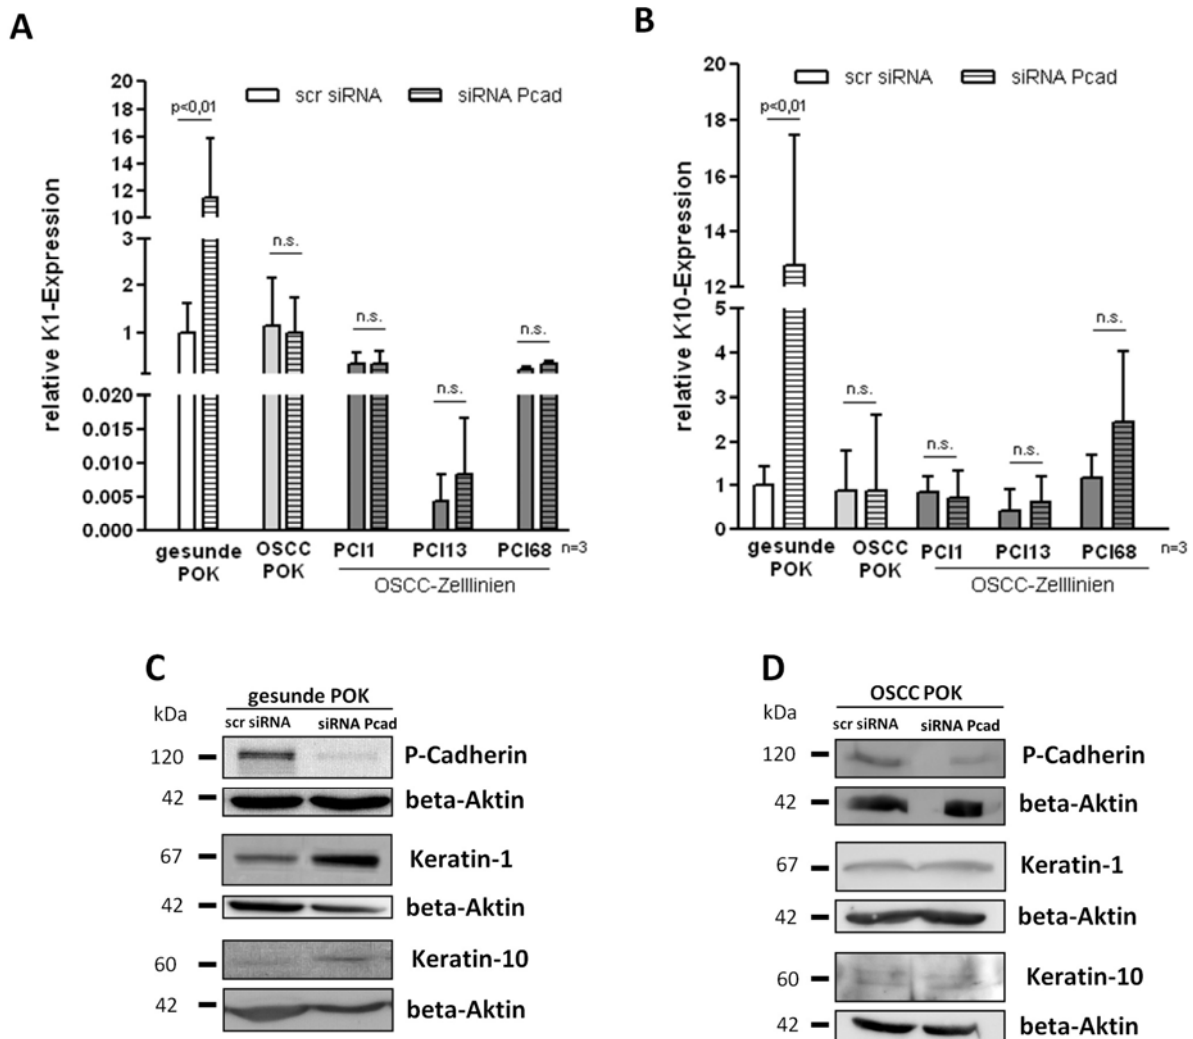 A
scr siRNA siRNA Pcad
p<0,01
n.s.
n.s.
n.s.
n.s.
relative K1-Expression
20
18
16
14
12
10
3
2
1
0.020
0.015
0.010
0.005
0.000
gesunde POK
OSCC POK
PCI1 PCI13 PCI68 n=3
OSCC-Zelllinien
B
scr siRNA siRNA Pcad
p<0,01
n.s.
n.s.
n.s.
n.s.
relative K10-Expression
20
18
16
14
12
5
4
3
2
1
0
gesunde POK
OSCC POK
PCI1 PCI13 PCI68 n=3
OSCC-Zelllinien
C
gesunde POK
kDa scr siRNA siRNA Pcad
120 P-Cadherin
42 beta-Aktin
67 Keratin-1
42 beta-Aktin
60 Keratin-10
42 beta-Aktin
D
OSCC POK
kDa scr siRNA siRNA Pcad
120 P-Cadherin
42 beta-Aktin
67 Keratin-1
42 beta-Aktin
60 Keratin-10
42 beta-Aktin